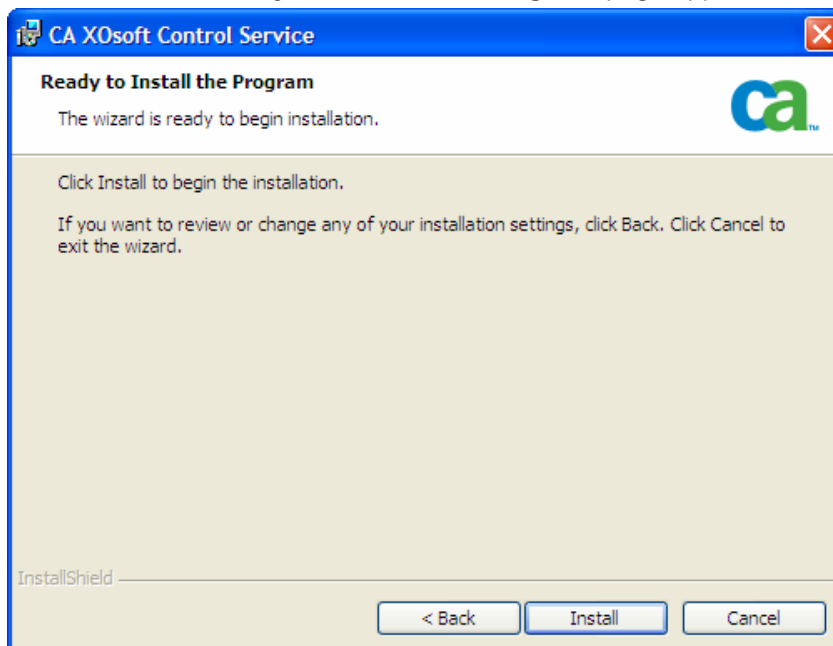 CA XOsoft Control Service
Ready to Install the Program
The wizard is ready to begin installation.
ca
TM
Click Install to begin the installation.
If you want to review or change any of your installation settings, click Back. Click Cancel to
exit the wizard.
InstallShield
< Back
Install
Cancel